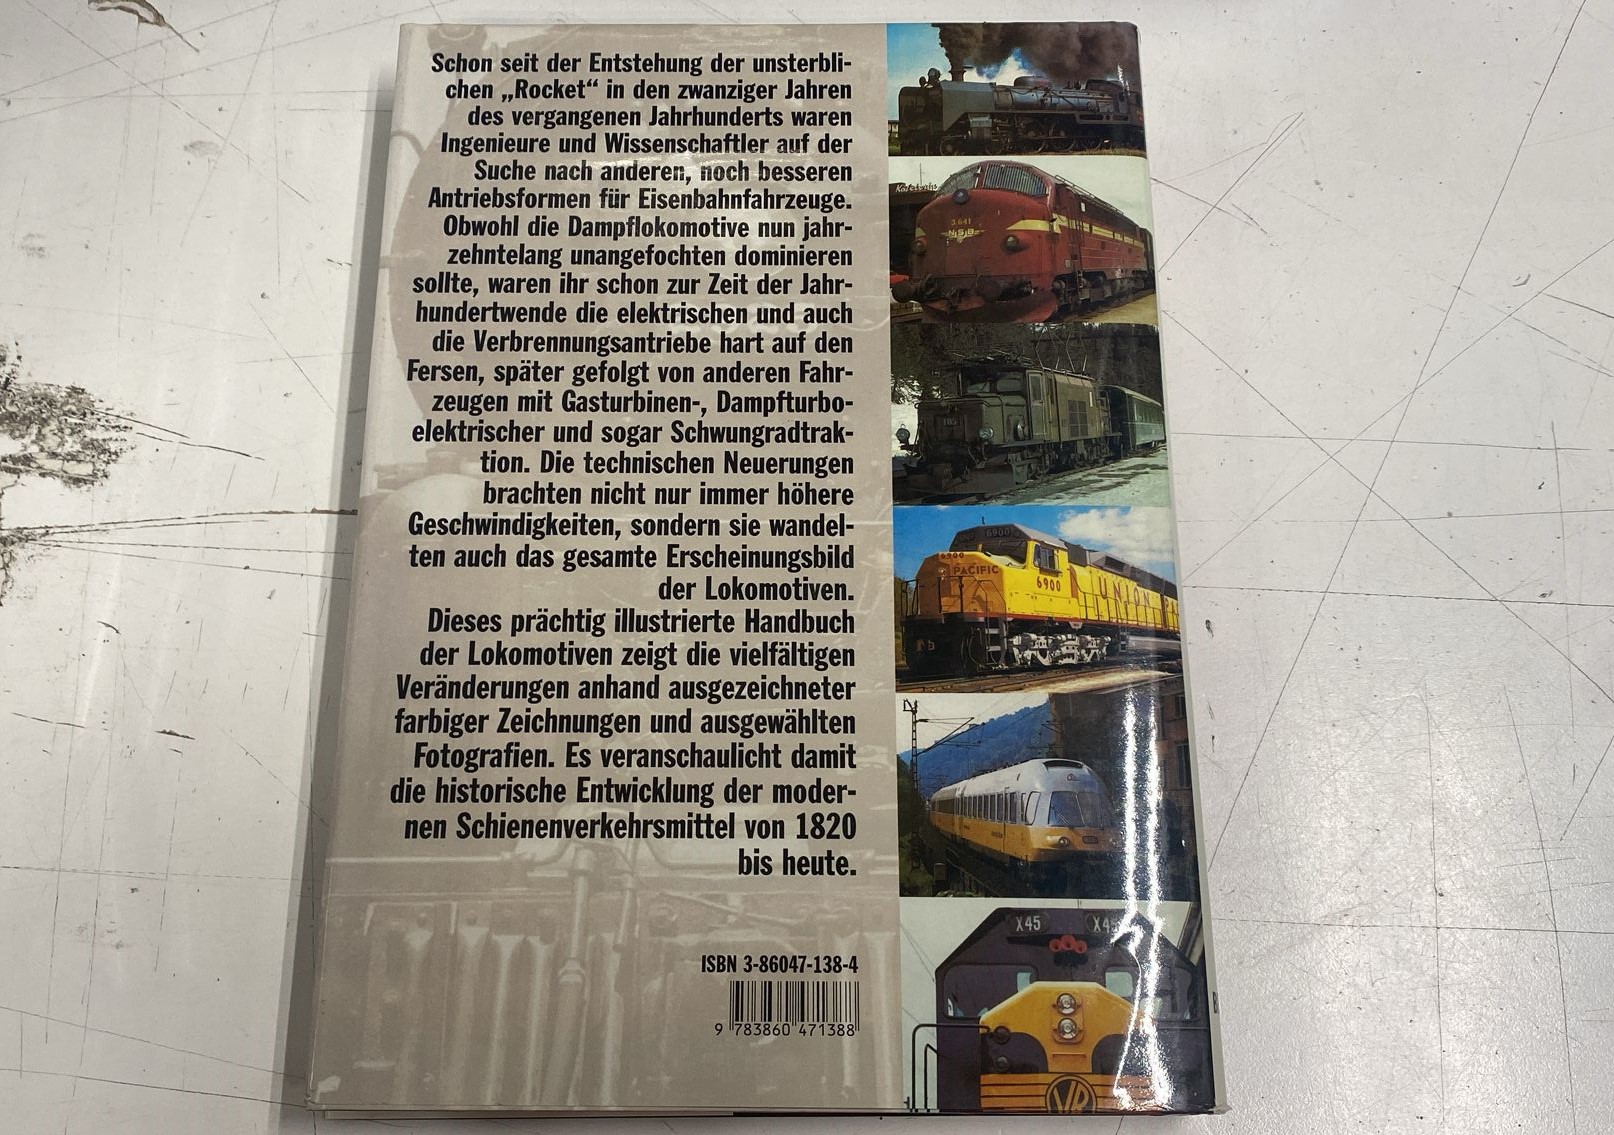 Schon seit der Entstehung der unsterbli-
chen „Rocket“ in den zwanziger Jahren
des vergangenen Jahrhunderts waren
Ingenieure und Wissenschaftler auf der
Suche nach anderen, noch besseren
Antriebsformen für Eisenbahnfahrzeuge.
Obwohl die Dampflokomotive nun jahr-
zehntelang unangefochten dominieren
sollte, waren ihr schon zur Zeit der Jahr-
hundertwende die elektrischen und auch
die Verbrennungsantriebe hart auf den
Fersen, später gefolgt von anderen Fahr-
zeugen mit Gasturbinen-, Dampfturbo-
elektrischer und sogar Schwungradtrak-
tion. Die technischen Neuerungen
brachten nicht nur immer höhere
Geschwindigkeiten, sondern sie wandel-
ten auch das gesamte Erscheinungsbild
der Lokomotiven.
Dieses prächtig illustrierte Handbuch
der Lokomotiven zeigt die vielfältigen
Veränderungen anhand ausgezeichneter
farbiger Zeichnungen und ausgewählten
Fotografien. Es veranschaulicht damit
die historische Entwicklung der moder-
nen Schienenverkehrsmittel von 1820
bis heute.
ISBN 3-86047-138-4
9 783860 471388
3.641
NSB
6900
6900
PACIFIC
6900
UNION
X45
VR